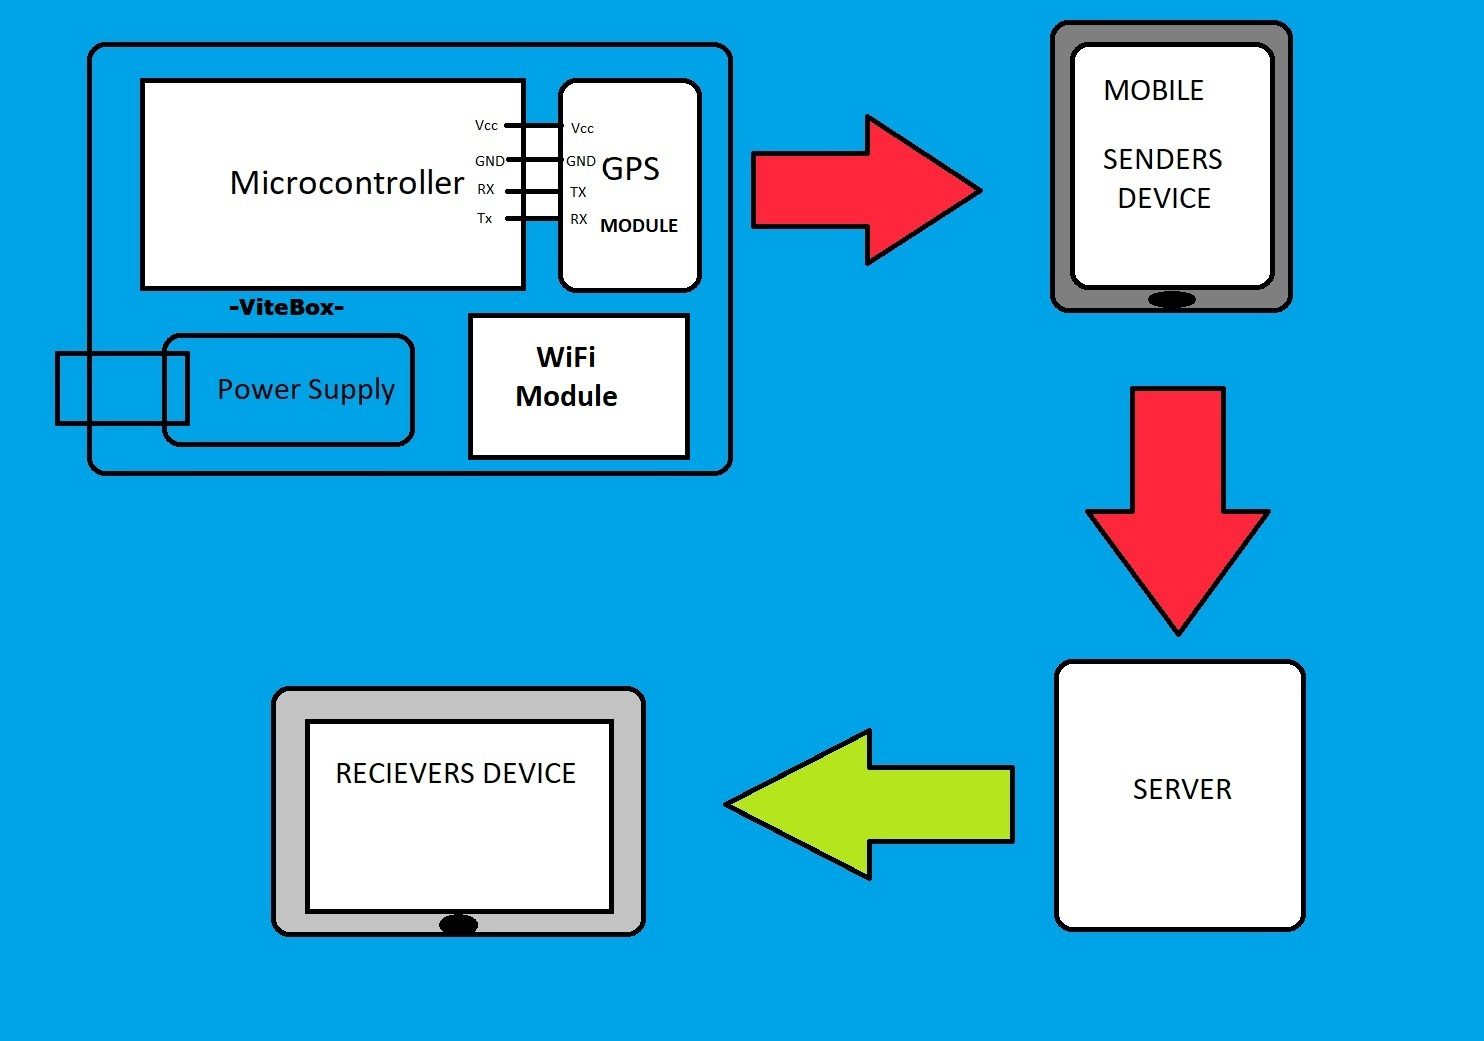 Microcontroller
Vcc
GND
RX
Tx
Vcc
GND
TX
RX
GPS
MODULE
-ViteBox-
Power Supply
WiFi
Module
MOBILE
SENDERS
DEVICE
RECIEVERS DEVICE
SERVER